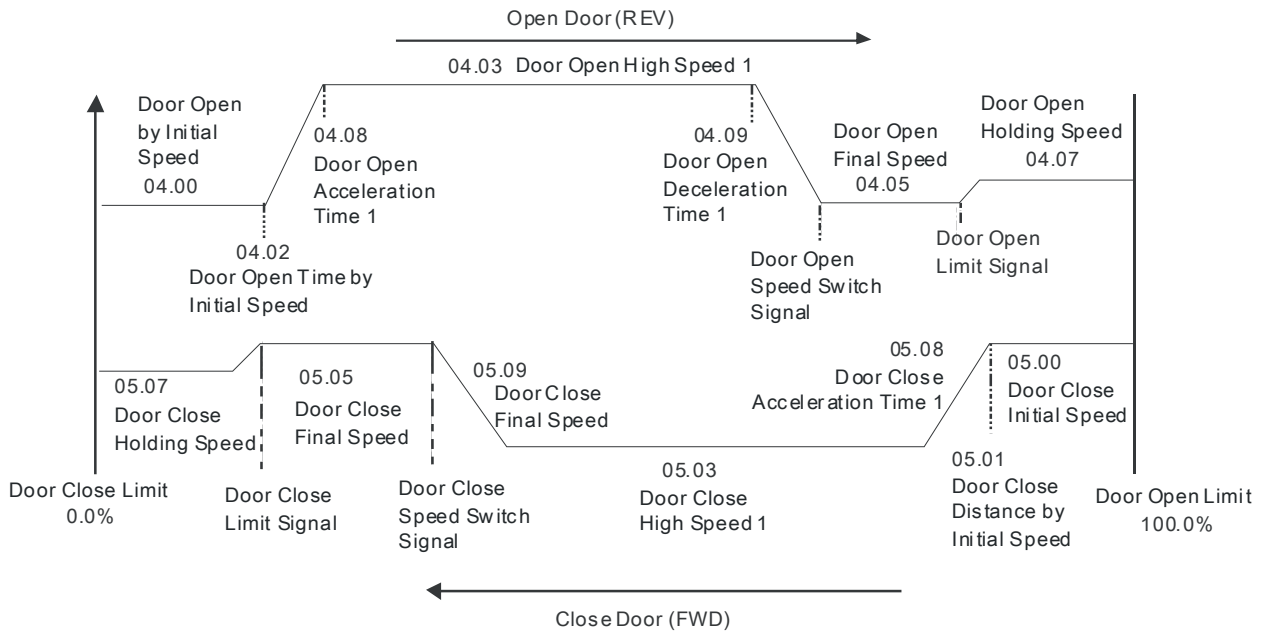 Open Door (REV)
04.03 Door Open High Speed 1
Door Open
by Initial
Speed
04.00
04.08
Door Open
Acceleration
Time 1
04.02
Door Open Time by
Initial Speed
04.09
Door Open
Deceleration
Time 1
Door Open
Final Speed
04.05
Door Open
Holding Speed
04.07
Door Open
Speed Switch
Signal
Door Open
Limit Signal
05.07
Door Close
Holding Speed
05.05
Door Close
Final Speed
05.09
Door Close
Final Speed
05.08
Door Close
Acceleration Time 1
05.00
Door Close
Initial Speed
Door Close Limit
0.0%
Door Close
Limit Signal
Door Close
Speed Switch
Signal
05.03
Door Close
High Speed 1
05.01
Door Close
Distance by
Initial Speed
Door Open Limit
100.0%
Close Door (FWD)